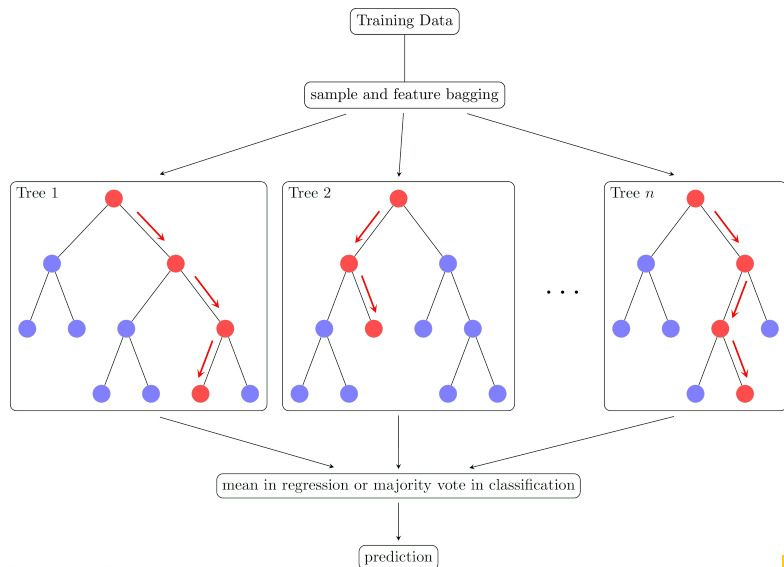 Training Data
sample and feature bagging
Tree 1
Tree 2
Tree n
...
mean in regression or majority vote in classification
prediction